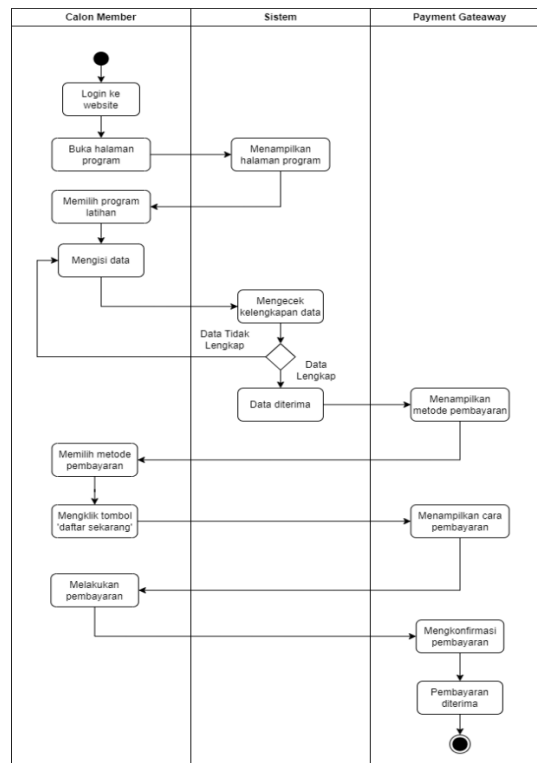 Calon Member
Sistem
Payment Gateaway
Login ke
website
Buka halaman
program
Menampilkan
halaman program
Memilih program
latihan
Mengisi data
Mengecek
kelengkapan data
Data Tidak
Lengkap
Data
Lengkap
Data diterima
Menampilkan
metode pembayaran
Memilih metode
pembayaran
Mengklik tombol
'daftar sekarang'
Menampilkan cara
pembayaran
Melakukan
pembayaran
Mengkonfirmasi
pembayaran
Pembayaran
diterima